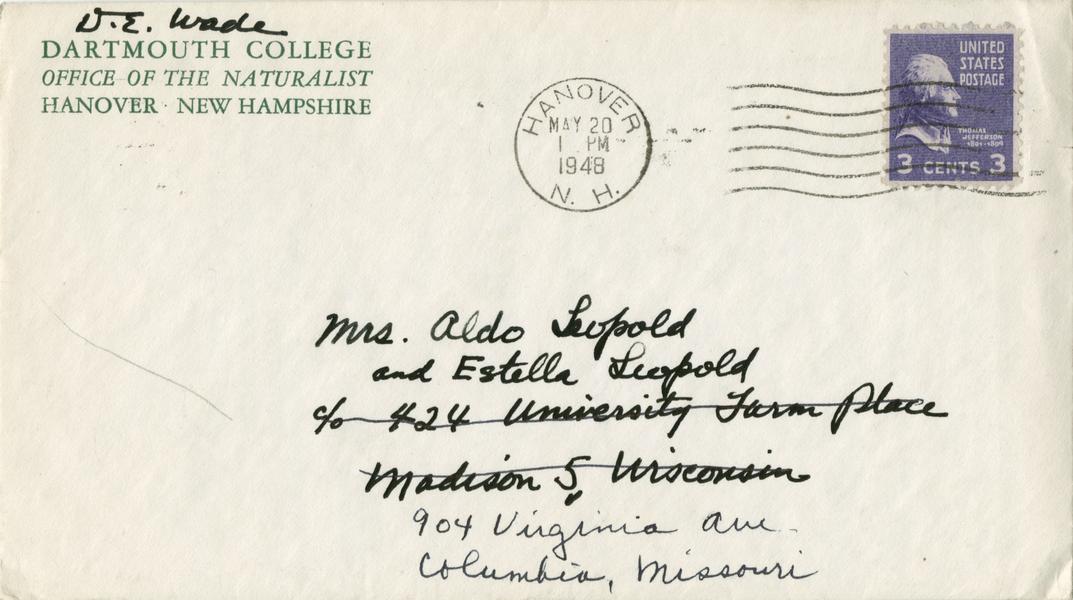 D.E. Wade
DARTMOUTH COLLEGE
OFFICE OF THE NATURALIST
HANOVER · NEW HAMPSHIRE
HANOVER
MAY 20
1 PM
1948
N. H.
UNITED
STATES
POSTAGE
THOMAS
JEFFERSON
1801-1809
3 CENTS 3
Mrs. Aldo Leopold
and Estella Leopold
c/o 424 University Farm Place
Madison 5, Wisconsin
904 Virginia Ave.
Columbia, Missouri